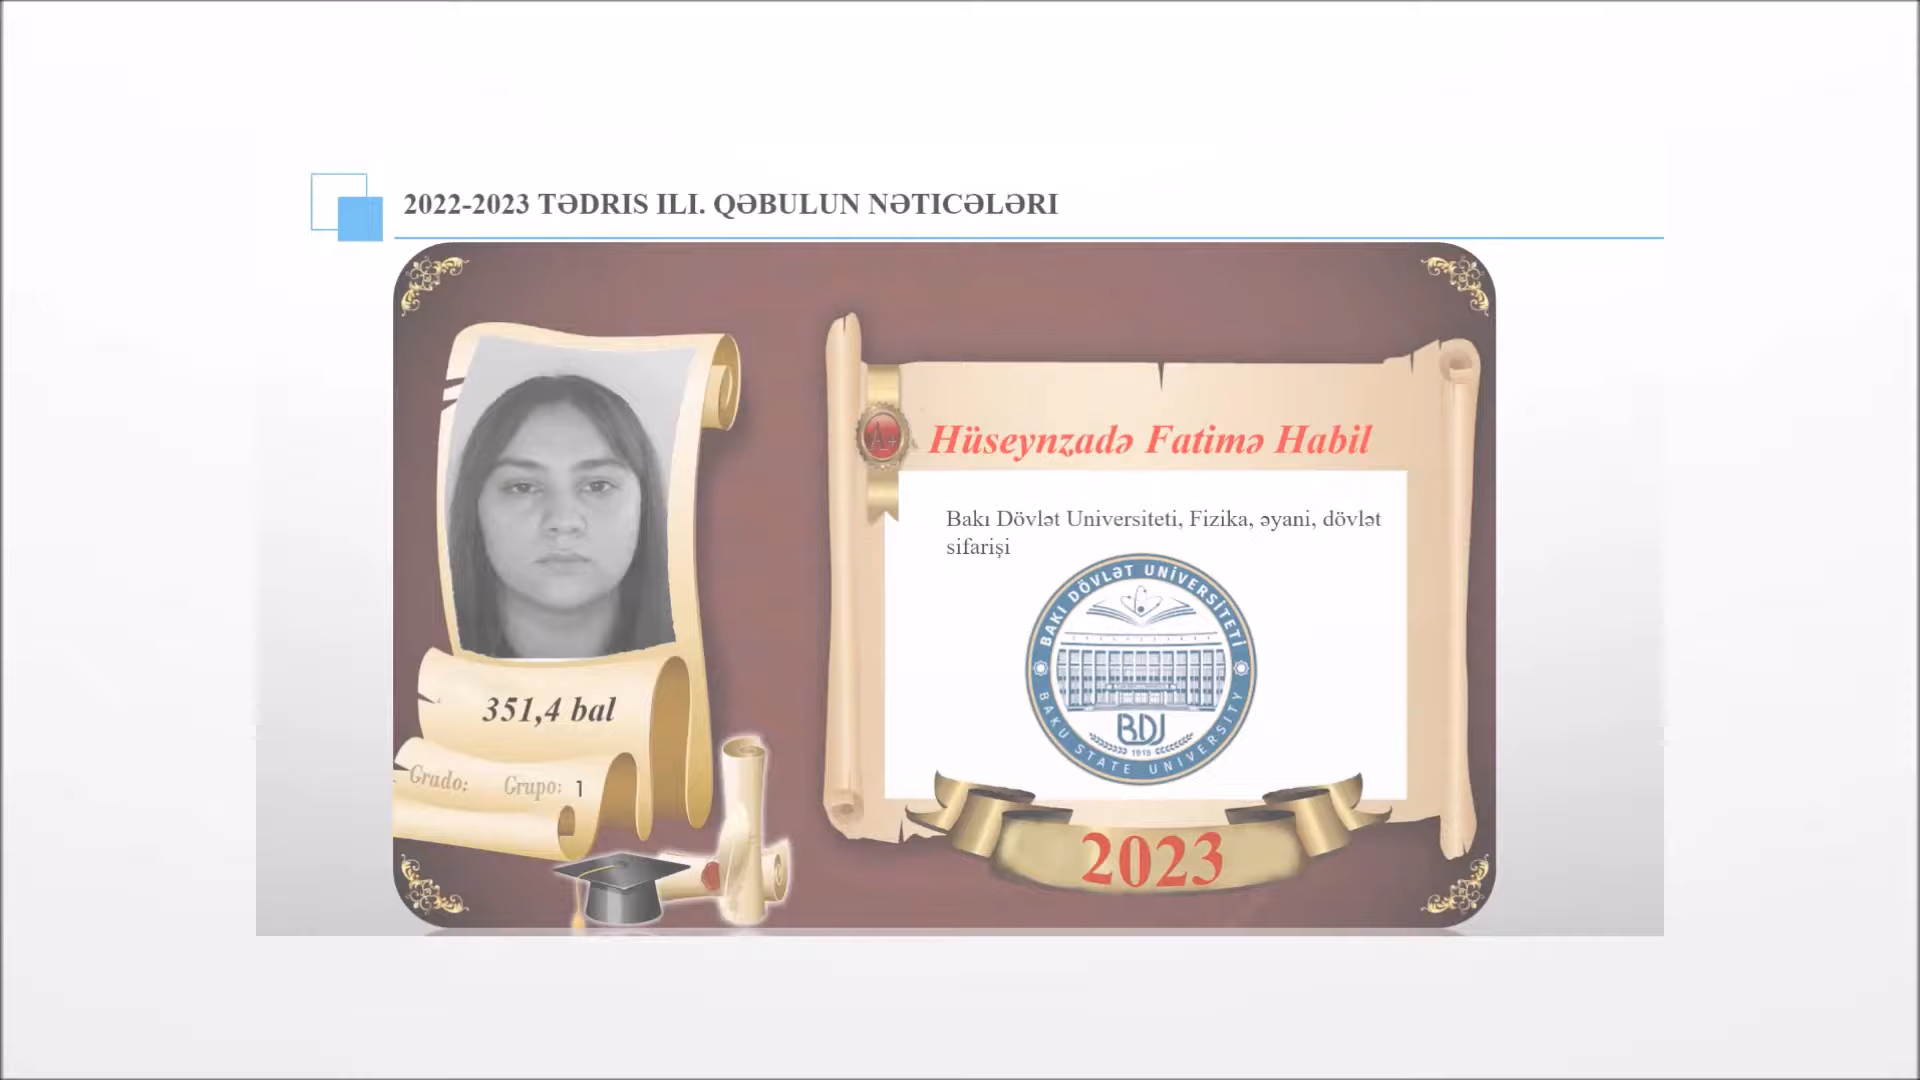 2022-2023 TƏDRIS ILI. QƏBULUN NƏTICƏLƏRI
Hüseynzadə Fatimə Habil
Bakı Dövlət Universiteti, Fizika, əyani, dövlət
sifarişi
A+
BAKI DÖVLƏT UNİVERSİTETİ
BDU
1919
BAKU STATE UNIVERSITY
351,4 bal
Grado: Grupo: 1
2023